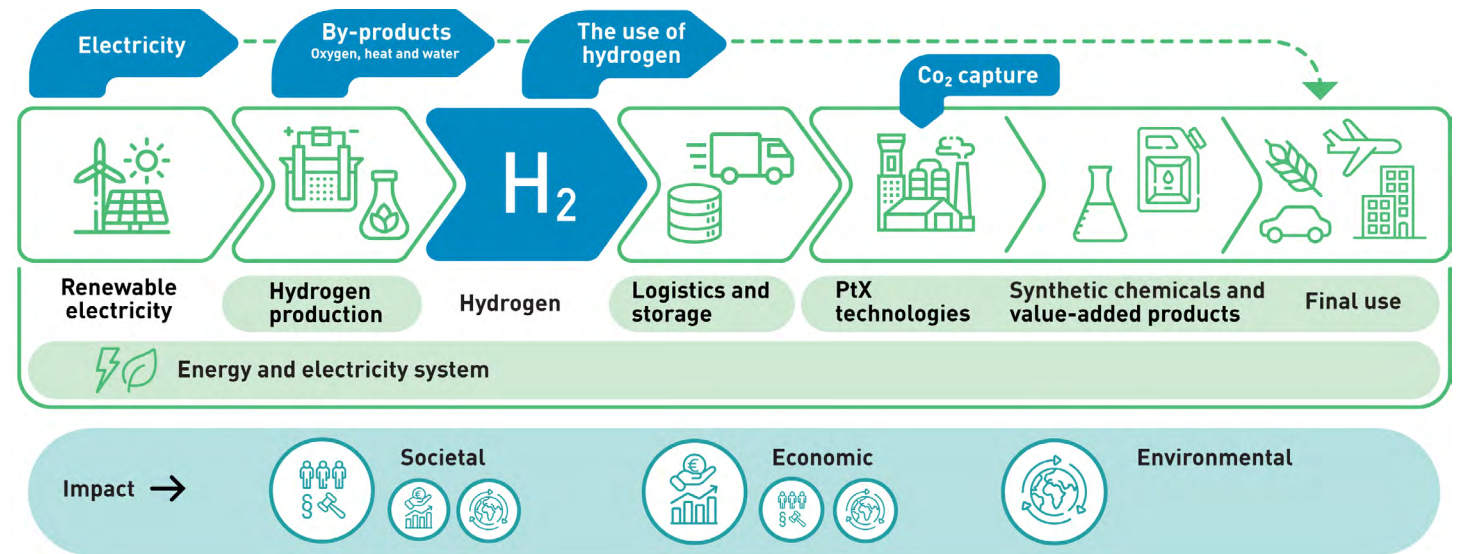 Electricity
By-products
Oxygen, heat and water
The use of
hydrogen
Co₂ capture
+ −
H₂
Renewable
electricity
Hydrogen
production
Hydrogen
Logistics and
storage
PtX
technologies
Synthetic chemicals and
value-added products
Final use
Energy and electricity system
Impact →
Societal
§
Economic
€
§
Environmental